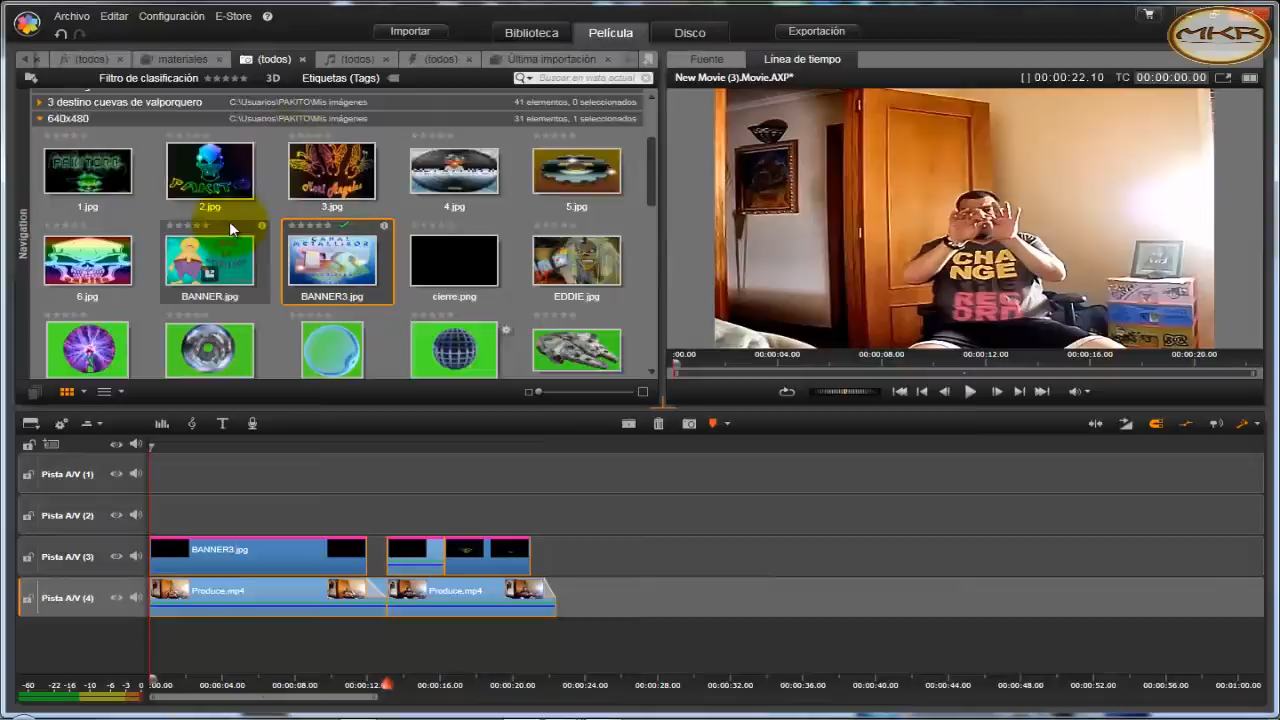 Archivo Editar Configuración E-Store ?
MKR
Importar Biblioteca Película Disco Exportación
(todos) materiales (todos) (todos) (todos) Última importación Fuente Línea de tiempo
Filtro de clasificación 3D Etiquetas (Tags) Buscar en vista actual
New Movie (3).Movie.AXP* [ ] 00:00:22.10 TC 00:00:00.00
3 destino cuevas de valporquero C:\Usuarios\PAKITO\Mis imágenes 41 elementos, 0 seleccionados
640x480 C:\Usuarios\PAKITO\Mis imágenes 31 elementos, 1 seleccionados
Navigation
PAKITO
1.jpg 2.jpg 3.jpg 4.jpg 5.jpg
6.jpg BANNER.jpg BANNER3.jpg cierre.png EDDIE.jpg
CHA
NGE
REC
ORD
:00.00 00:00:04.00 00:00:08.00 00:00:12.00 00:00:16.00 00:00:20.00
Pista A/V (1)
Pista A/V (2)
Pista A/V (3) BANNER3.jpg
Pista A/V (4) Produce.mp4 Produce.mp4
-60 -22 -16 -10 -6 -3 0 :00.00 00:00:04.00 00:00:08.00 00:00:12.00 00:00:16.00 00:00:20.00 00:00:24.00 00:00:28.00 00:00:32.00 00:00:36.00 00:00:40.00 00:00:44.00 00:00:48.00 00:00:52.00 00:00:56.00 00:01:00.00